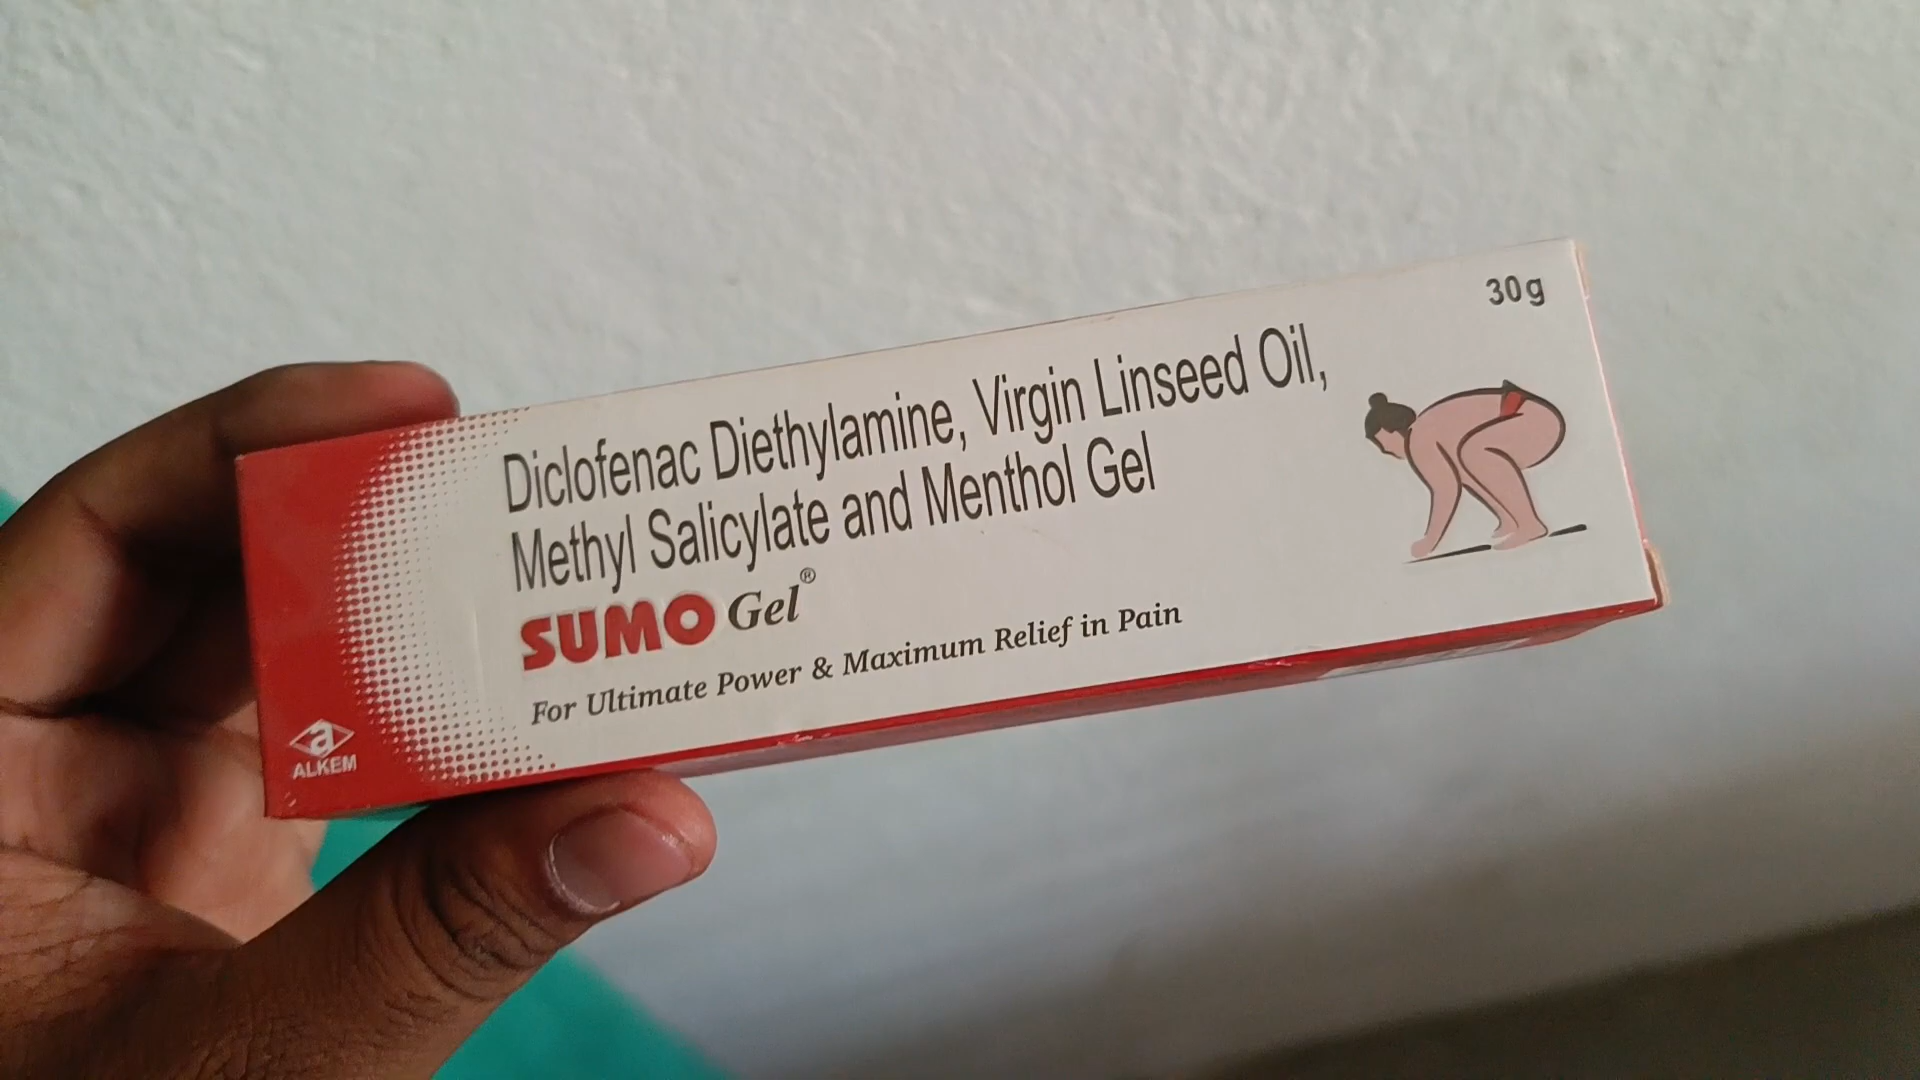 30g
Diclofenac Diethylamine, Virgin Linseed Oil,
Methyl Salicylate and Menthol Gel
SUMO Gel®
For Ultimate Power & Maximum Relief in Pain
a
ALKEM